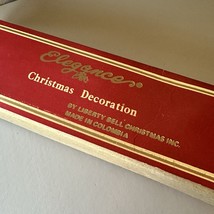 Elegance®
Christmas Decoration
BY LIBERTY BELL CHRISTMAS INC.
MADE IN COLOMBIA